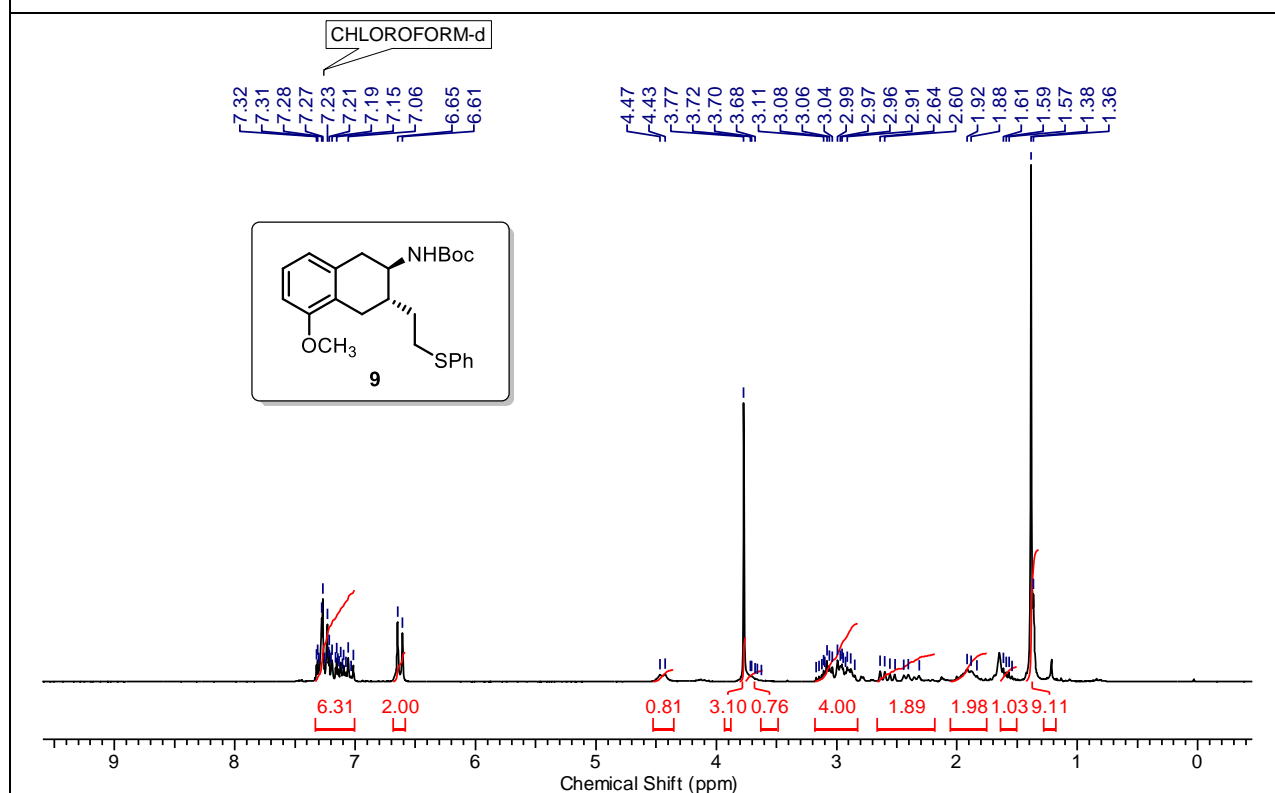 CHLOROFORM-d
7.32 7.31 7.28 7.27 7.23 7.21 7.19 7.15 7.06 6.65 6.61 4.47 4.43 3.77 3.72 3.70 3.68 3.11 3.08 3.06 3.04 2.99 2.97 2.96 2.91 2.64 2.60 1.92 1.88 1.61 1.59 1.57 1.38 1.36
NHBoc
OCH3
SPh
9
6.31 2.00 0.81 3.10 0.76 4.00 1.89 1.98 1.03 9.11
9 8 7 6 5 4 3 2 1 0
Chemical Shift (ppm)